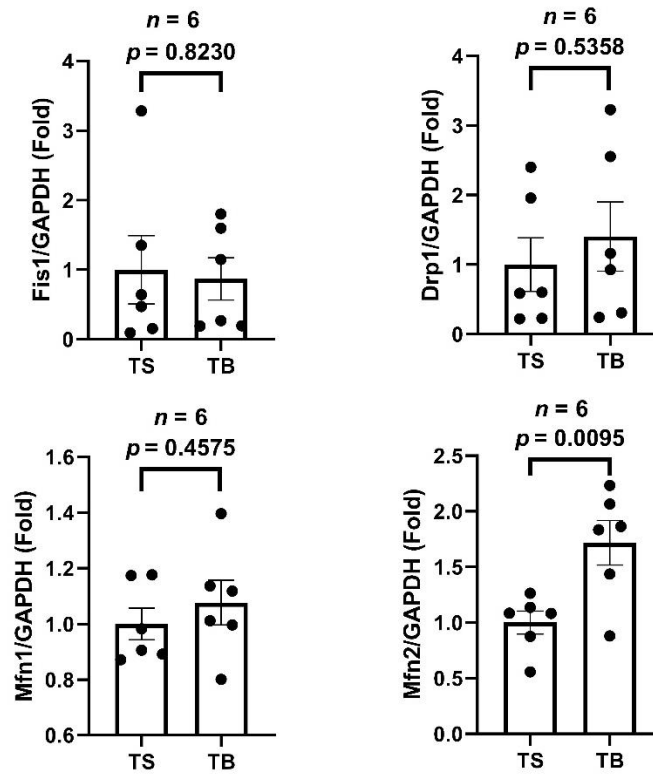 n = 6
p = 0.8230
Fis1/GAPDH (Fold)
4
3
2
1
0
TS
TB
n = 6
p = 0.5358
Drp1/GAPDH (Fold)
4
3
2
1
0
TS
TB
n = 6
p = 0.4575
Mfn1/GAPDH (Fold)
1.6
1.4
1.2
1.0
0.8
0.6
TS
TB
n = 6
p = 0.0095
Mfn2/GAPDH (Fold)
2.5
2.0
1.5
1.0
0.5
0.0
TS
TB